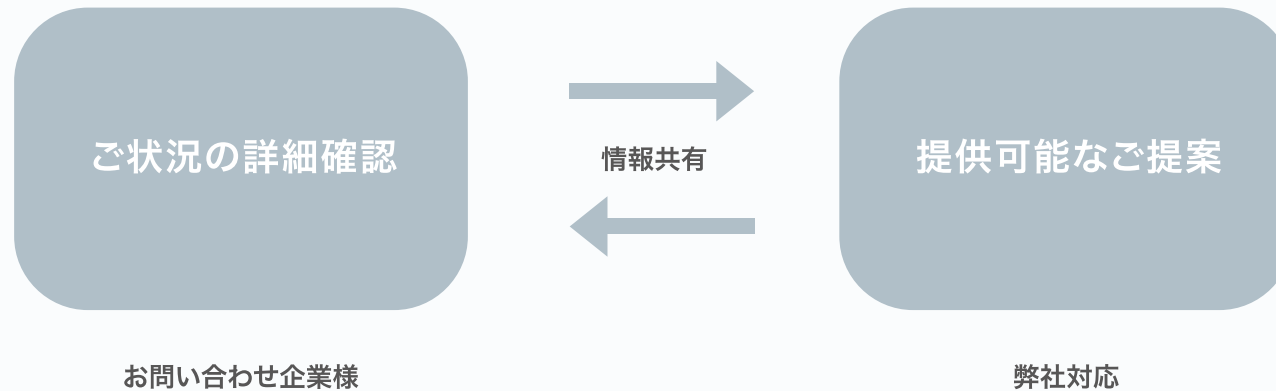 ご状況の詳細確認
情報共有
提供可能なご提案
お問い合わせ企業様
弊社対応